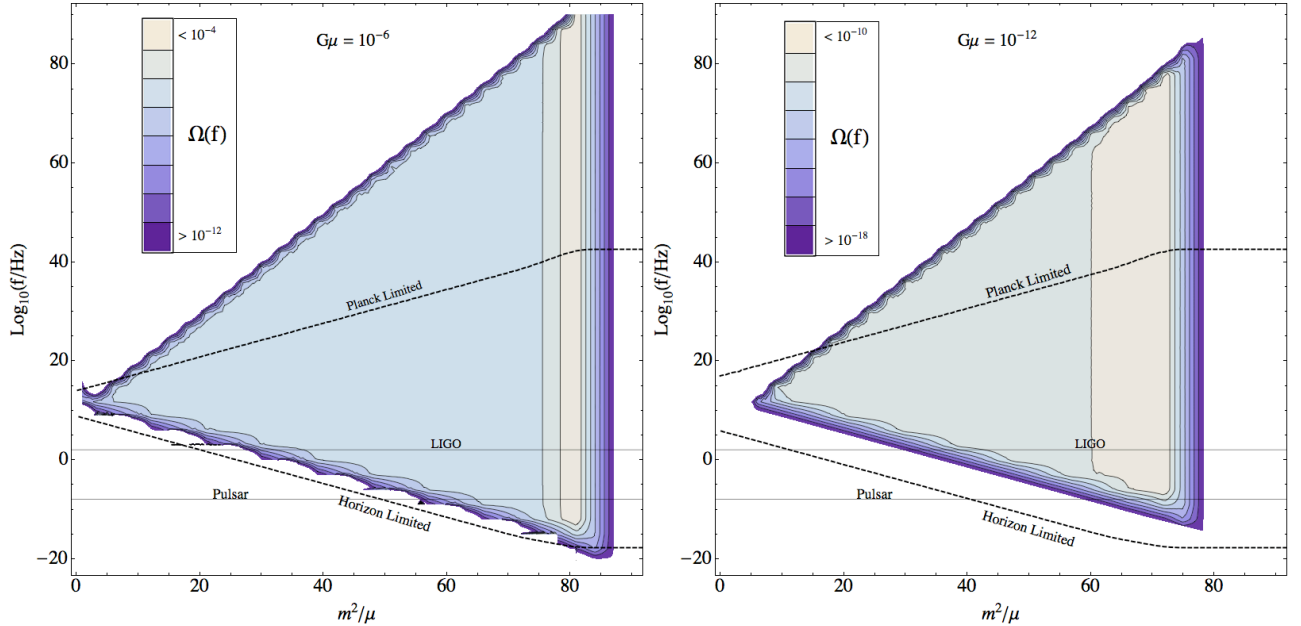 < 10⁻⁴
Gμ = 10⁻⁶
Ω(f)
> 10⁻¹²
Planck Limited
LIGO
Pulsar
Horizon Limited
Log₁₀(f/Hz)
80
60
40
20
0
−20
0
20
40
60
80
m²/μ
< 10⁻¹⁰
Gμ = 10⁻¹²
Ω(f)
> 10⁻¹⁸
Planck Limited
LIGO
Pulsar
Horizon Limited
Log₁₀(f/Hz)
80
60
40
20
0
−20
0
20
40
60
80
m²/μ